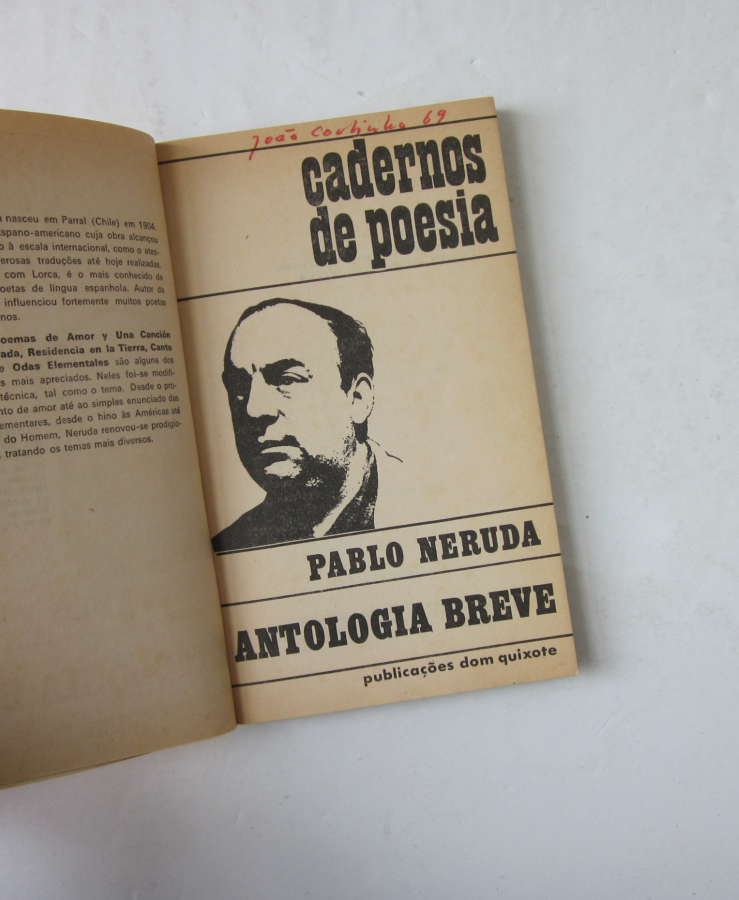 nasceu em Parral (Chile) em 1904.
spano-americano cuja obra alcançou
o à escala internacional, como o ates-
erosas traduções até hoje realizadas.
com Lorca, é o mais conhecido de
oetas de língua espanhola. Autor de
influenciou fortemente muitos poetas
nos.
oemas de Amor y Una Canción
ada, Residencia en la Tierra, Canto
e Odas Elementales são alguns dos
s mais apreciados. Neles foi-se modifi-
técnica, tal como o tema. Desde o pro-
nto de amor até ao simples enunciado das
ementares, desde o hino às Américas até
do Homem, Neruda renovou-se prodigio-
, tratando os temas mais diversos.
João Coutinho 69
cadernos
de poesia
PABLO NERUDA
ANTOLOGIA BREVE
publicações dom quixote